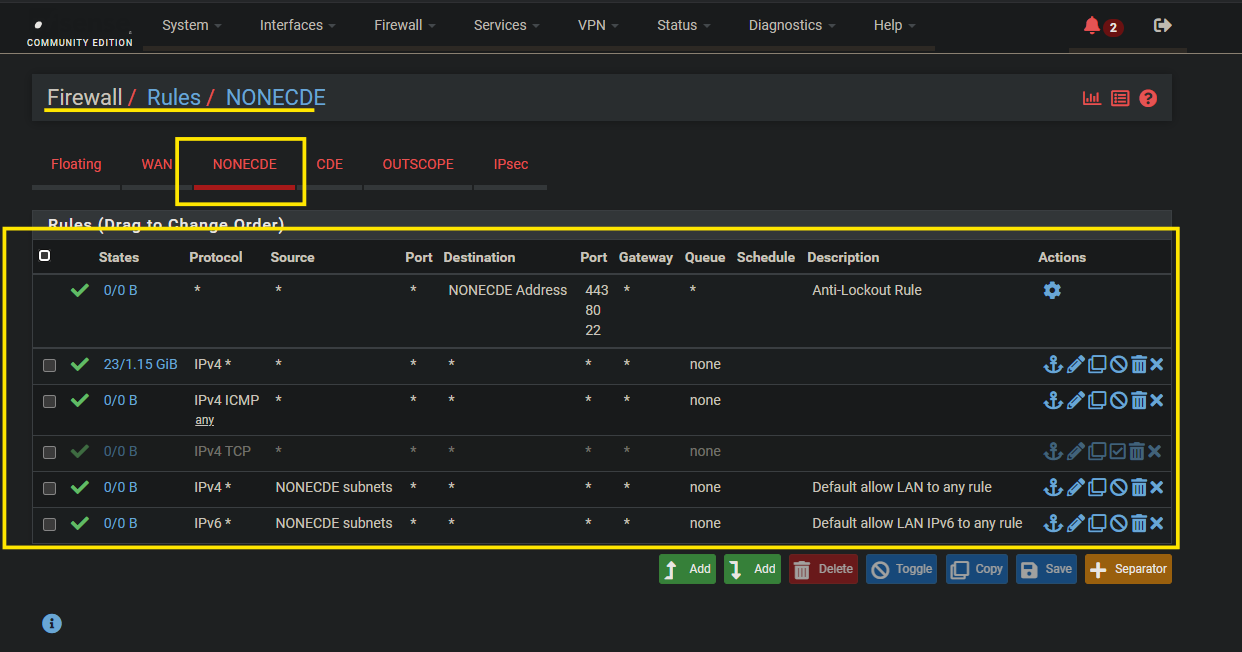 System Interfaces Firewall Services VPN Status Diagnostics Help 2
COMMUNITY EDITION
Firewall / Rules / NONECDE
Floating WAN NONECDE CDE OUTSCOPE IPsec
Rules (Drag to Change Order)
States Protocol Source Port Destination Port Gateway Queue Schedule Description Actions
0/0 B * * * NONECDE Address 443 * * Anti-Lockout Rule
80
22
23/1.15 GiB IPv4 * * * * * * none
0/0 B IPv4 ICMP * * * * * none
any
0/0 B IPv4 TCP * * * * * none
0/0 B IPv4 * NONECDE subnets * * * * none Default allow LAN to any rule
0/0 B IPv6 * NONECDE subnets * * * * none Default allow LAN IPv6 to any rule
Add Add Delete Toggle Copy Save Separator